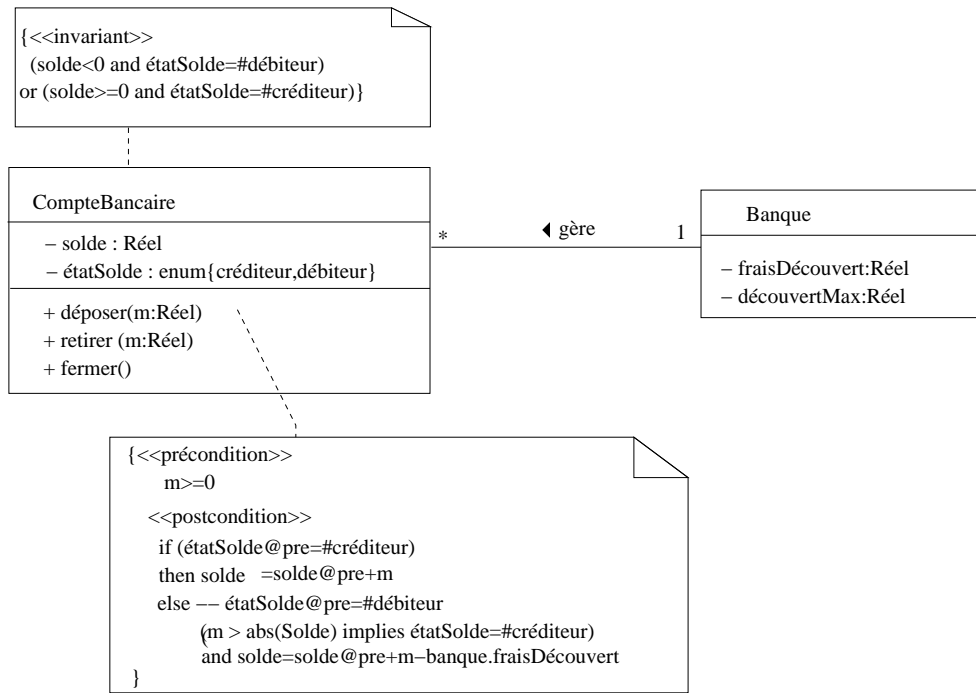 {<<invariant>>
(solde<0 and étatSolde=#débiteur)
or (solde>=0 and étatSolde=#créditeur)}
CompteBancaire
– solde : Réel
– étatSolde : enum{créditeur,débiteur}
+ déposer(m:Réel)
+ retirer (m:Réel)
+ fermer()
* gère 1
Banque
– fraisDécouvert:Réel
– découvertMax:Réel
{<<précondition>>
m>=0
<<postcondition>>
if (étatSolde@pre=#créditeur)
then solde =solde@pre+m
else –– étatSolde@pre=#débiteur
(m > abs(Solde) implies étatSolde=#créditeur)
and solde=solde@pre+m–banque.fraisDécouvert
}